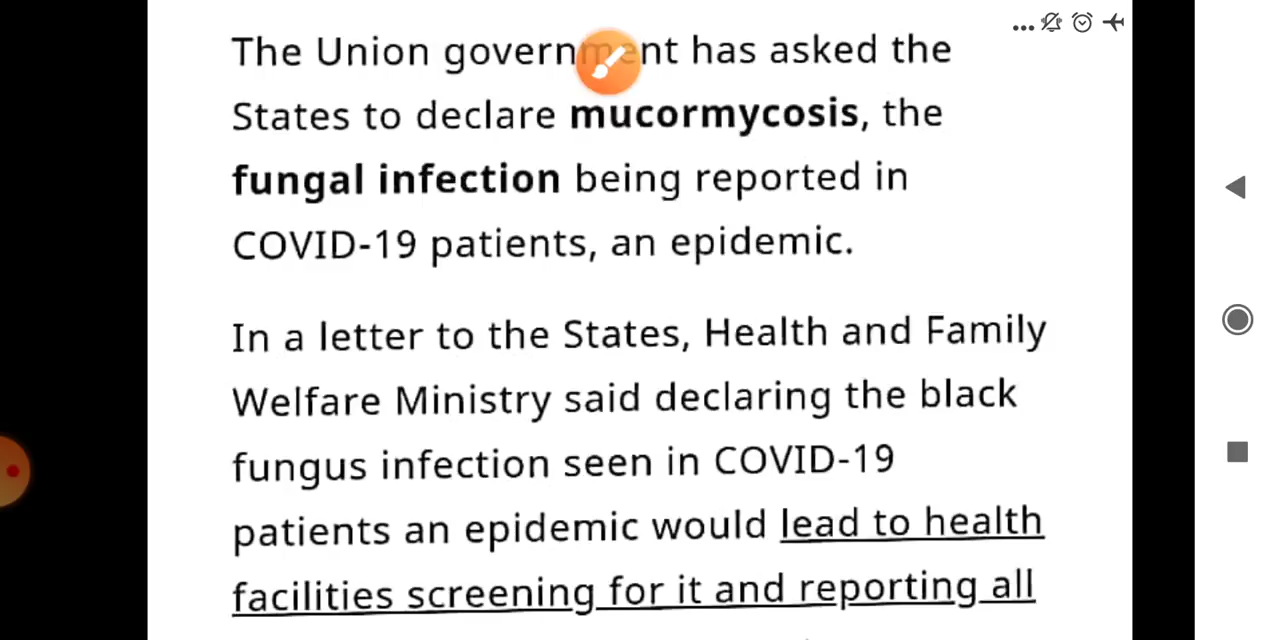 The Union government has asked the
States to declare mucormycosis, the
fungal infection being reported in
COVID-19 patients, an epidemic.
In a letter to the States, Health and Family
Welfare Ministry said declaring the black
fungus infection seen in COVID-19
patients an epidemic would lead to health
facilities screening for it and reporting all